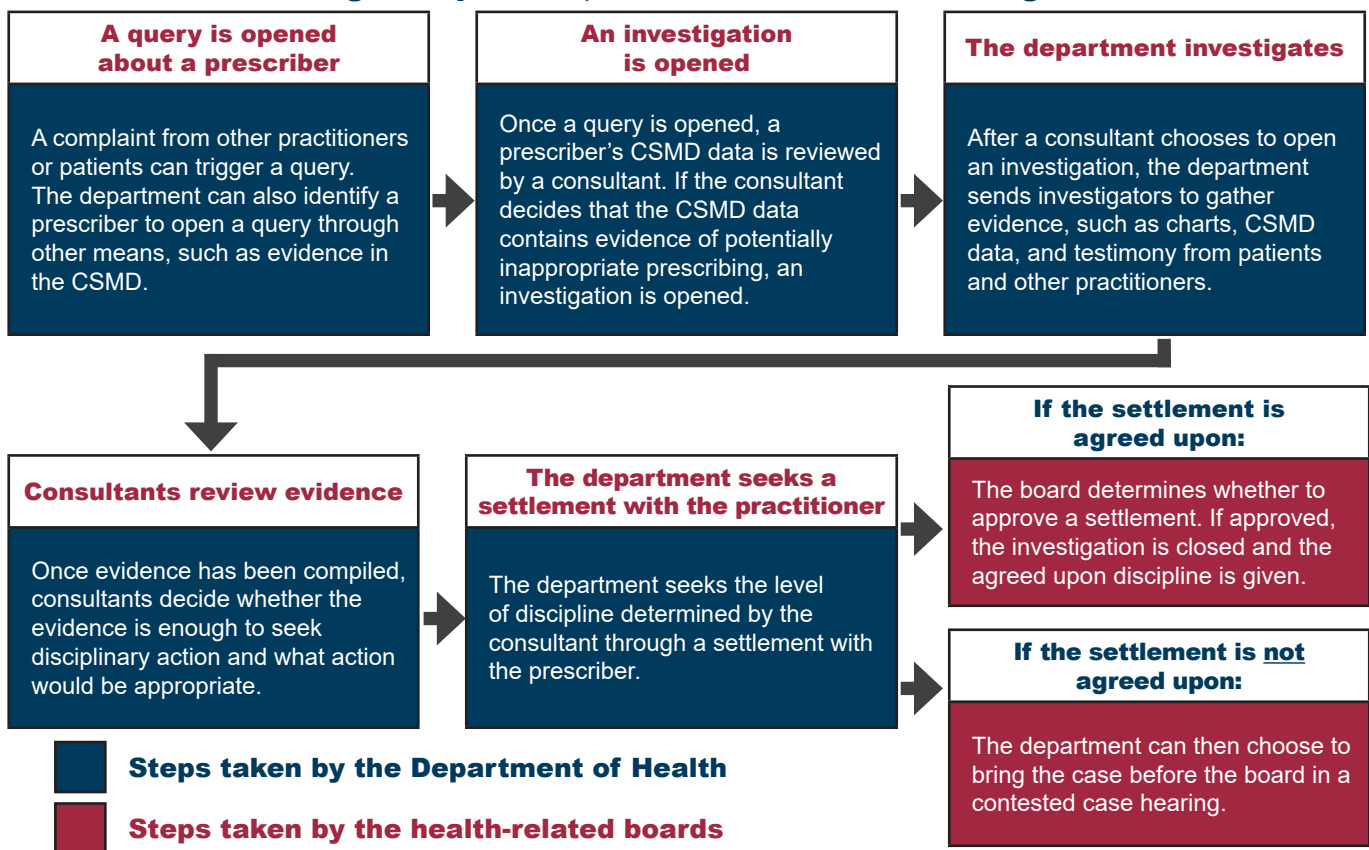 A query is opened
about a prescriber
A complaint from other practitioners
or patients can trigger a query.
The department can also identify a
prescriber to open a query through
other means, such as evidence in
the CSMD.
An investigation
is opened
Once a query is opened, a
prescriber’s CSMD data is reviewed
by a consultant. If the consultant
decides that the CSMD data
contains evidence of potentially
inappropriate prescribing, an
investigation is opened.
The department investigates
After a consultant chooses to open
an investigation, the department
sends investigators to gather
evidence, such as charts, CSMD
data, and testimony from patients
and other practitioners.
Consultants review evidence
Once evidence has been compiled,
consultants decide whether the
evidence is enough to seek
disciplinary action and what action
would be appropriate.
The department seeks a
settlement with the practitioner
The department seeks the level
of discipline determined by the
consultant through a settlement with
the prescriber.
If the settlement is
agreed upon:
The board determines whether to
approve a settlement. If approved,
the investigation is closed and the
agreed upon discipline is given.
If the settlement is not
agreed upon:
The department can then choose to
bring the case before the board in a
contested case hearing.
Steps taken by the Department of Health
Steps taken by the health-related boards